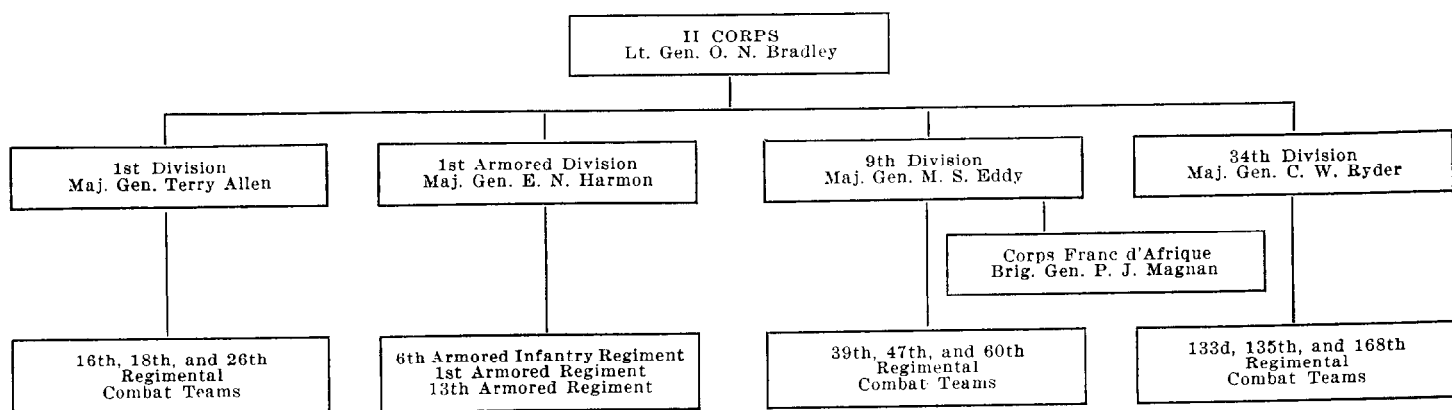 II CORPS
Lt. Gen. O. N. Bradley
1st Division
Maj. Gen. Terry Allen
1st Armored Division
Maj. Gen. E. N. Harmon
9th Division
Maj. Gen. M. S. Eddy
34th Division
Maj. Gen. C. W. Ryder
Corps Franc d'Afrique
Brig. Gen. P. J. Magnan
16th, 18th, and 26th
Regimental
Combat Teams
6th Armored Infantry Regiment
1st Armored Regiment
13th Armored Regiment
39th, 47th, and 60th
Regimental
Combat Teams
133d, 135th, and 168th
Regimental
Combat Teams